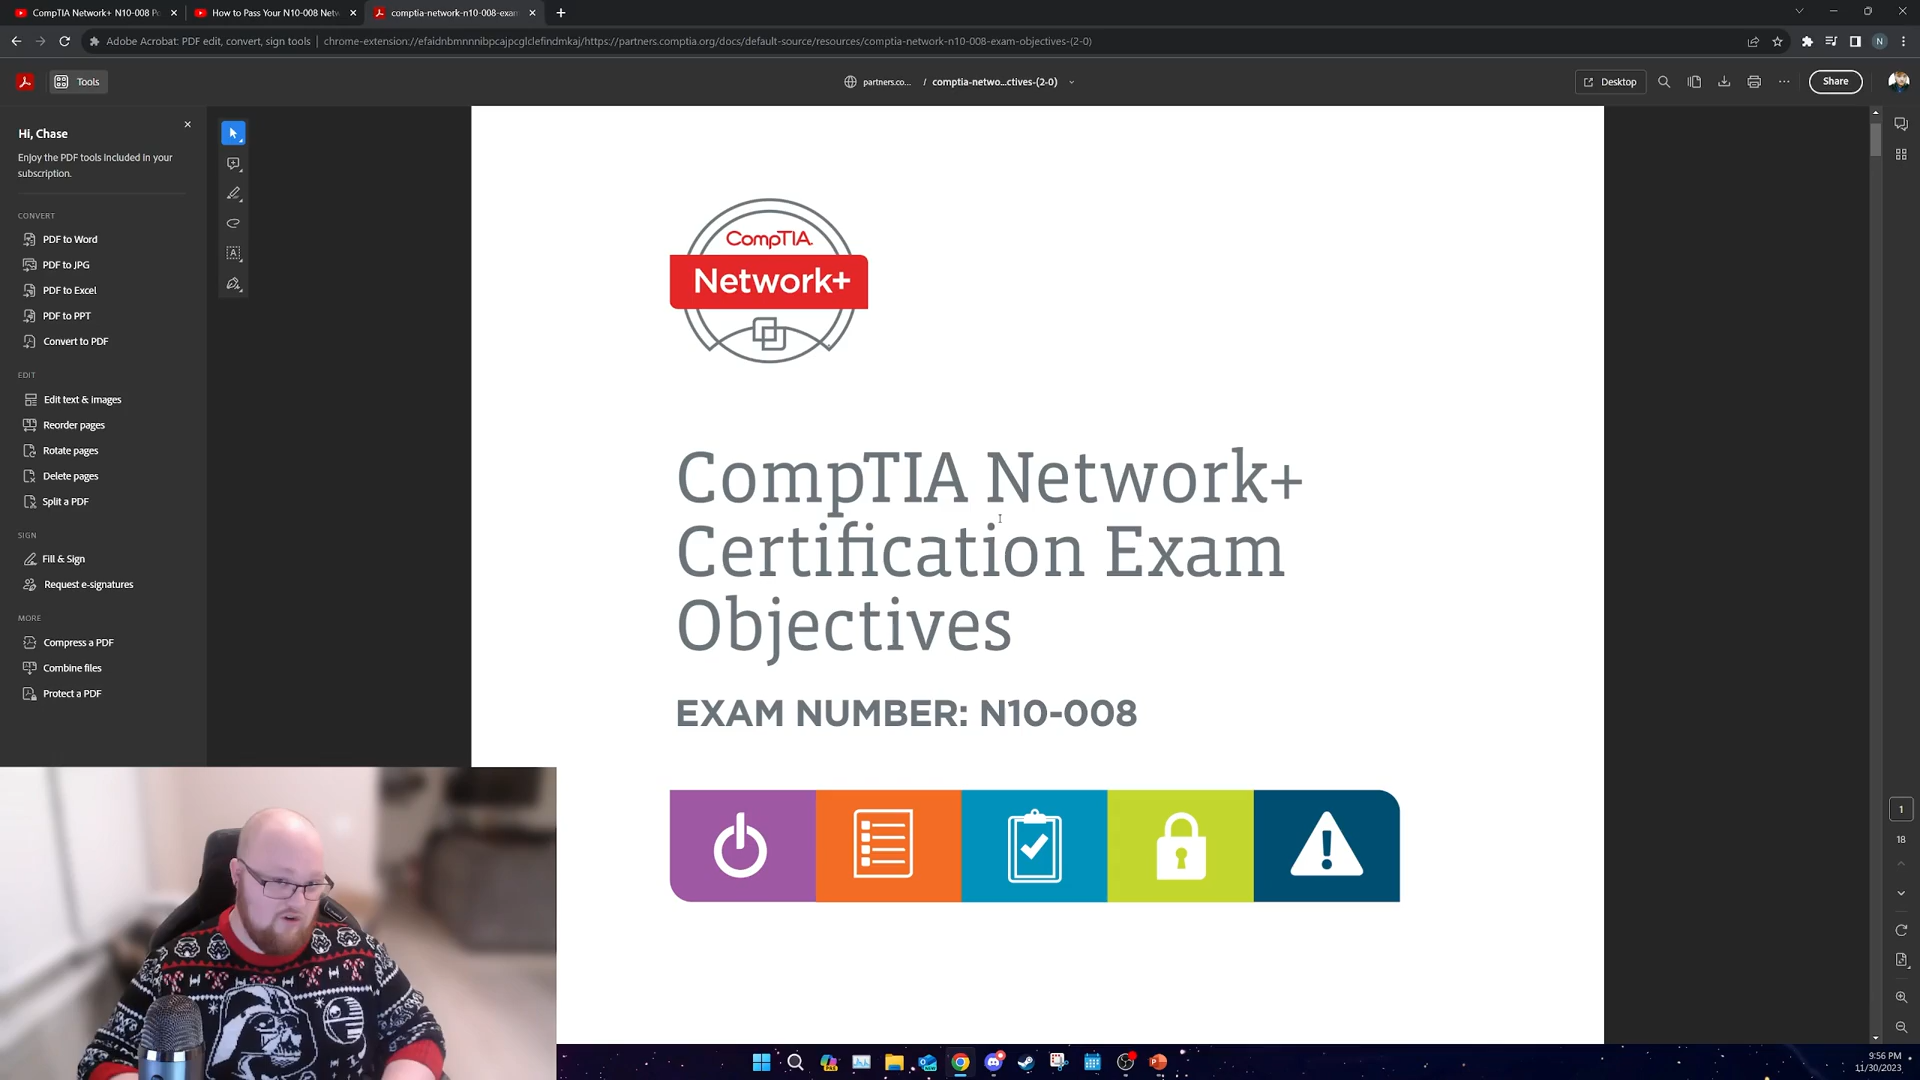 CompTIA Network+ N10-008 Po
How to Pass Your N10-008 Netw
comptia-network-n10-008-exam
Adobe Acrobat: PDF edit, convert, sign tools
chrome-extension://efaidnbmnnnibpcajpcglclefindmkaj/https://partners.comptia.org/docs/default-source/resources/comptia-network-n10-008-exam-objectives-(2-0)
N
Tools
partners.co... / comptia-netwo...ctives-(2-0)
Desktop
Share
Hi, Chase
Enjoy the PDF tools included in your
subscription.
CONVERT
PDF to Word
PDF to JPG
PDF to Excel
PDF to PPT
Convert to PDF
EDIT
Edit text & images
Reorder pages
Rotate pages
Delete pages
Split a PDF
SIGN
Fill & Sign
Request e-signatures
MORE
Compress a PDF
Combine files
Protect a PDF
CompTIA.
Network+
CompTIA Network+
Certification Exam
Objectives
EXAM NUMBER: N10-008
1
18
9:56 PM
11/30/2023